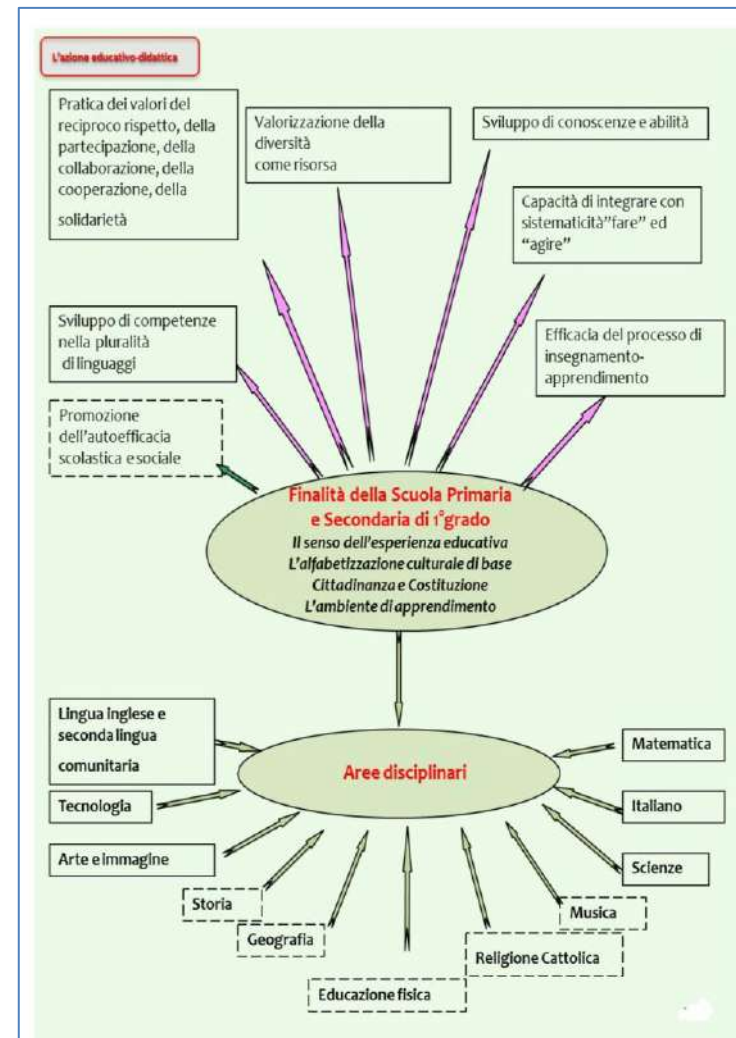 L'azione educativo-didattica
Pratica dei valori del
reciproco rispetto, della
partecipazione, della
collaborazione, della
cooperazione, della
solidarietà
Valorizzazione della
diversità
come risorsa
Sviluppo di conoscenze e abilità
Capacità di integrare con
sistematicità"fare" ed
"agire"
Sviluppo di competenze
nella pluralità
di linguaggi
Efficacia del processo di
insegnamento-
apprendimento
Promozione
dell'autoefficacia
scolastica e sociale
Finalità della Scuola Primaria
e Secondaria di 1°grado
Il senso dell'esperienza educativa
L'alfabetizzazione culturale di base
Cittadinanza e Costituzione
L'ambiente di apprendimento
Lingua inglese e
seconda lingua
comunitaria
Aree disciplinari
Matematica
Tecnologia
Italiano
Arte e immagine
Scienze
Storia
Musica
Geografia
Religione Cattolica
Educazione fisica